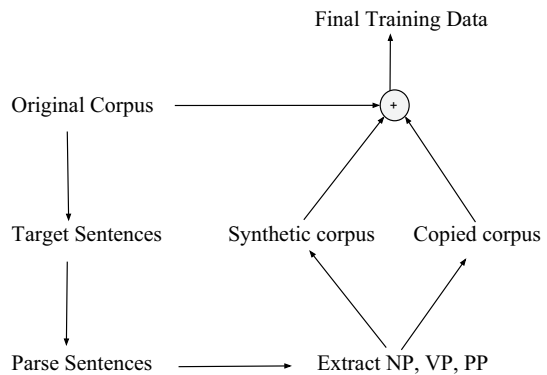 Final Training Data
Original Corpus
+
Target Sentences
Synthetic corpus
Copied corpus
Parse Sentences
Extract NP, VP, PP